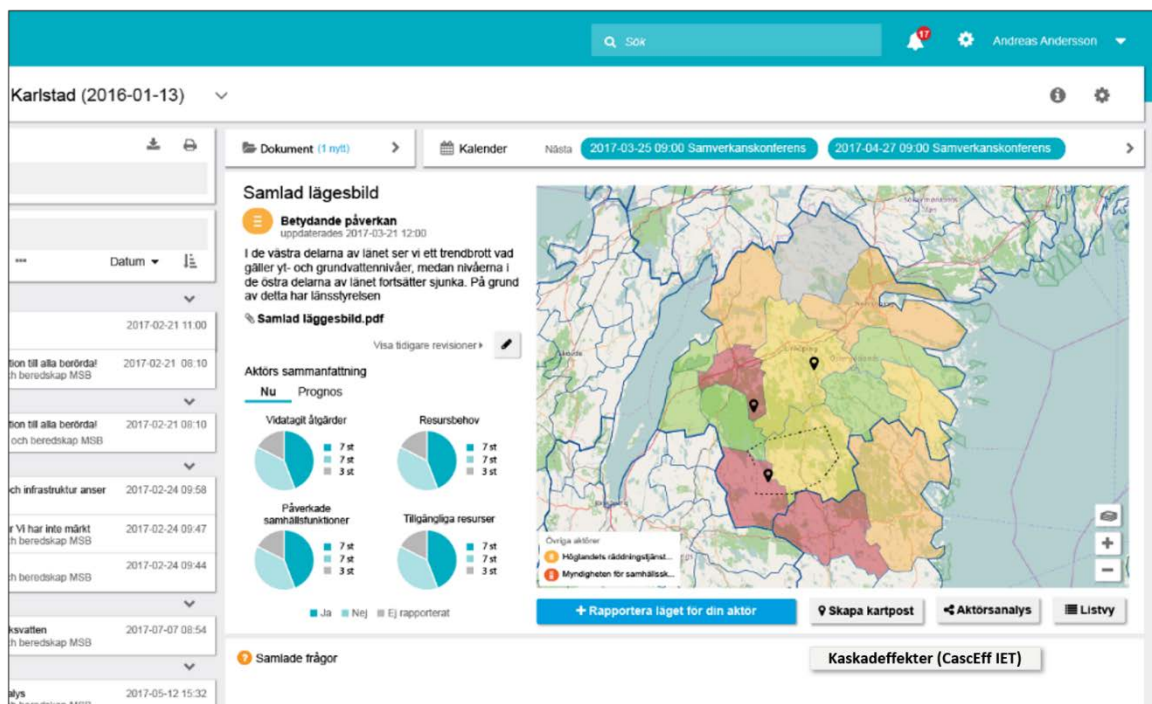 Sök
17
Andreas Andersson
Karlstad (2016-01-13)
Datum
2017-02-21 11:00
tion till alla berörda! 2017-02-21 08:10
ch beredskap MSB
tion till alla berörda! 2017-02-21 08:10
och beredskap MSB
och infrastruktur anser 2017-02-24 09:58
r Vi har inte märkt 2017-02-24 09:47
ch beredskap MSB
2017-02-24 09:44
ch beredskap MSB
ksvatten 2017-07-07 08:54
ch beredskap MSB
alys 2017-05-12 15:32
Dokument (1 nytt)
Kalender
Nästa
2017-03-25 09:00 Samverkanskonferens
2017-04-27 09:00 Samverkanskonferens
Samlad lägesbild
Betydande påverkan
uppdaterades 2017-03-21 12:00
I de västra delarna av länet ser vi ett trendbrott vad
gäller yt- och grundvattennivåer, medan nivåerna i
de östra delarna av länet fortsätter sjunka. På grund
av detta har länsstyrelsen
Samlad läggesbild.pdf
Visa tidigare revisioner
Aktörs sammanfattning
Nu Prognos
Vidatagit åtgärder
7 st
7 st
3 st
Resursbehov
7 st
7 st
3 st
Påverkade
samhällsfunktioner
7 st
7 st
3 st
Tillgängliga resurser
7 st
7 st
3 st
Ja Nej Ej rapporterat
Övriga aktörer
Höglandets räddningstjänst...
Myndigheten för samhällssk...
+ Rapportera läget för din aktör
Skapa kartpost
Aktörsanalys
Listvy
Samlade frågor
Kaskadeffekter (CascEff IET)